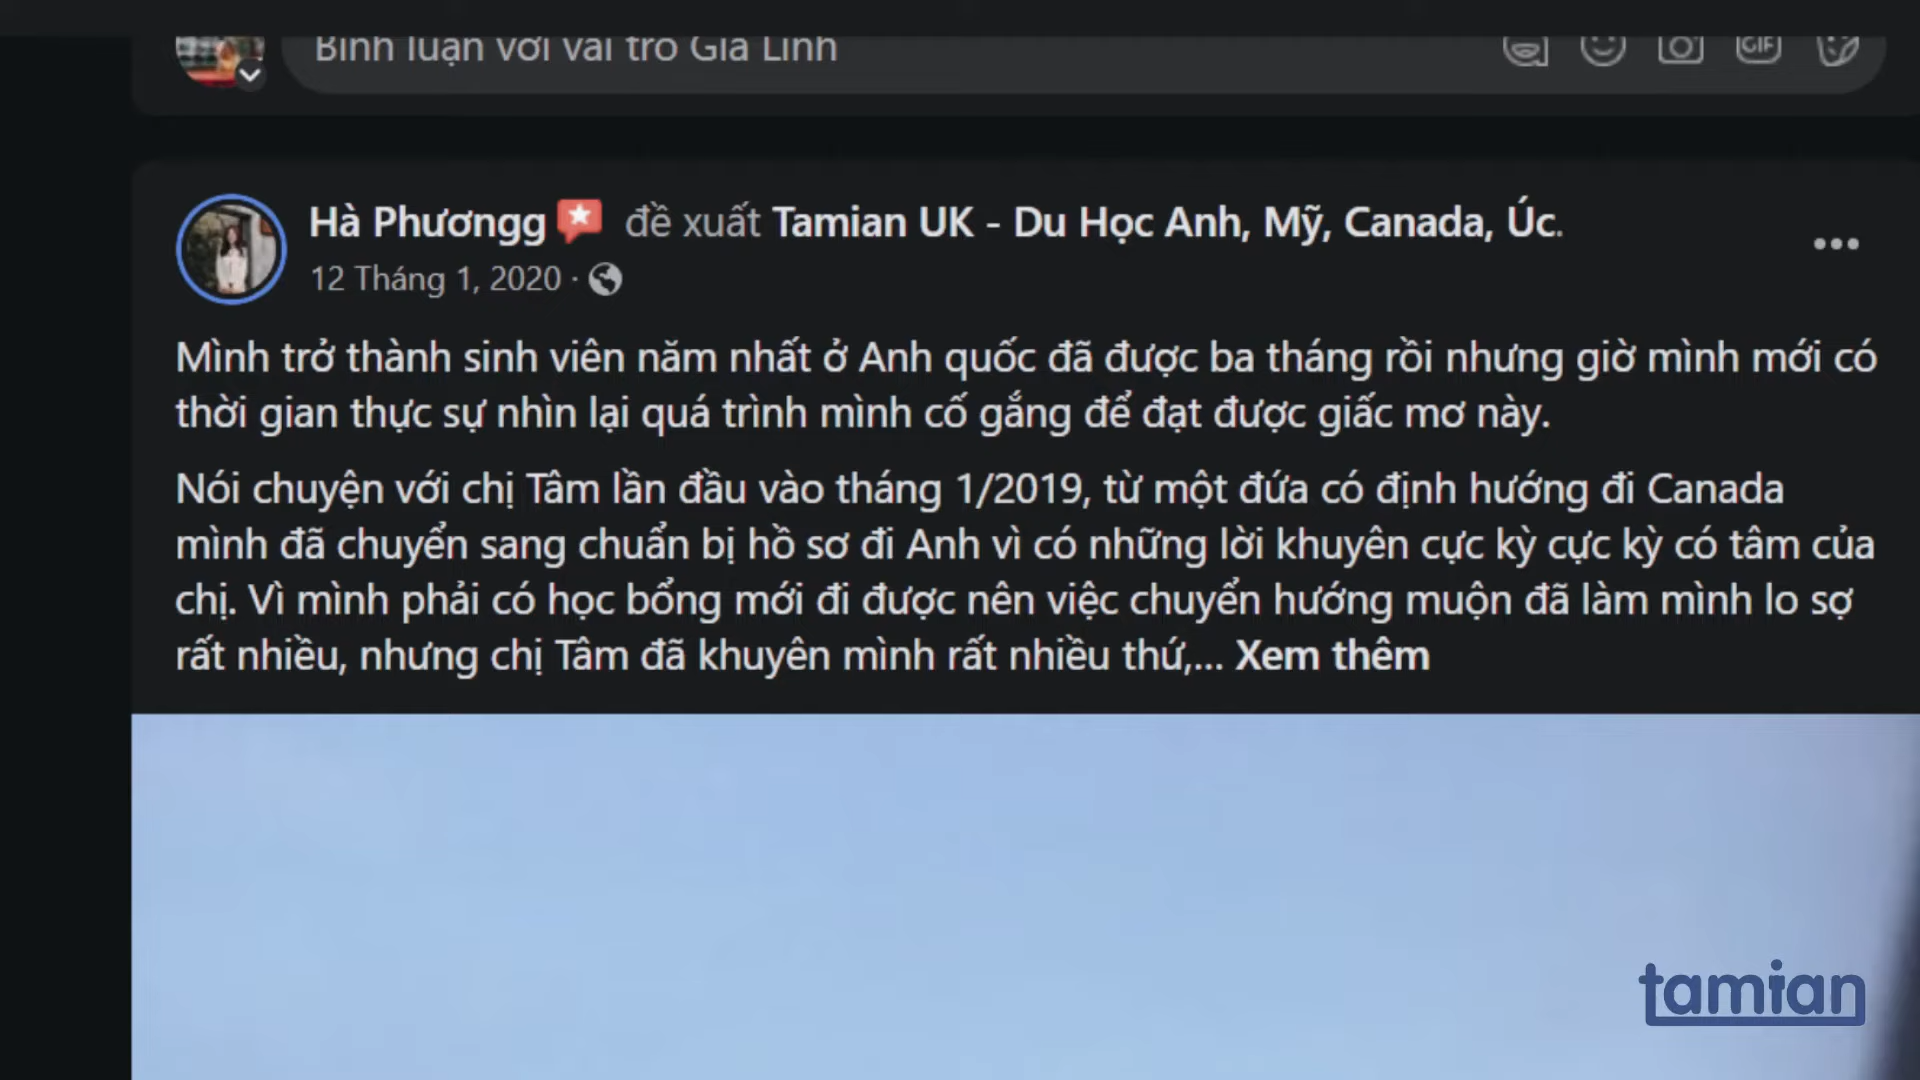 Bình luận với vai trò Gia Linh
GIF
Hà Phươngg đề xuất Tamian UK - Du Học Anh, Mỹ, Canada, Úc.
12 Tháng 1, 2020 ·
Mình trở thành sinh viên năm nhất ở Anh quốc đã được ba tháng rồi nhưng giờ mình mới có
thời gian thực sự nhìn lại quá trình mình cố gắng để đạt được giấc mơ này.
Nói chuyện với chị Tâm lần đầu vào tháng 1/2019, từ một đứa có định hướng đi Canada
mình đã chuyển sang chuẩn bị hồ sơ đi Anh vì có những lời khuyên cực kỳ cực kỳ có tâm của
chị. Vì mình phải có học bổng mới đi được nên việc chuyển hướng muộn đã làm mình lo sợ
rất nhiều, nhưng chị Tâm đã khuyên mình rất nhiều thứ,... Xem thêm
tamian